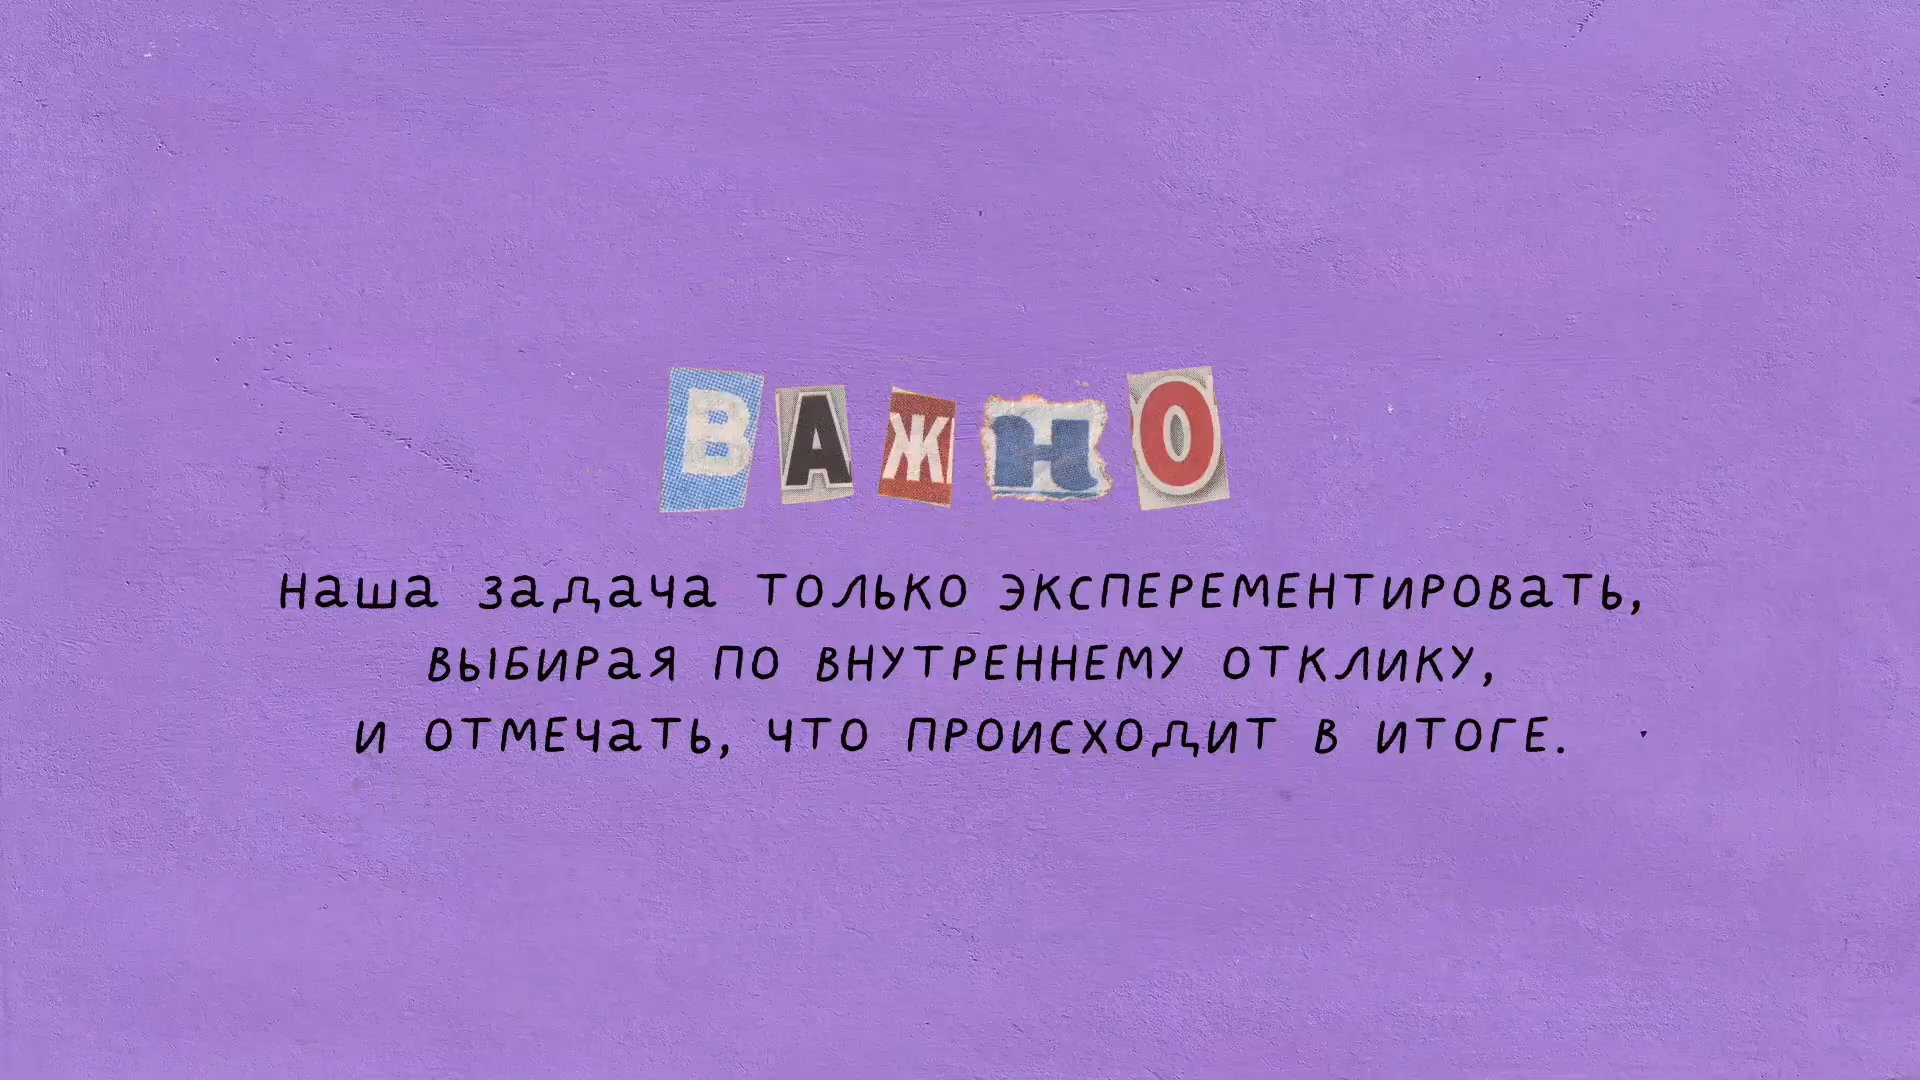 ВАЖНО
Наша задача только эксперементировать,
выбирая по внутреннему отклику,
и отмечать, что происходит в итоге.